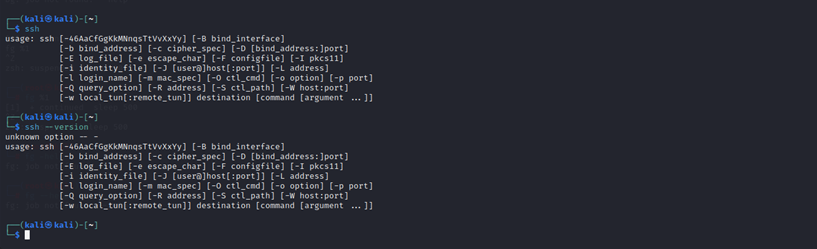 ┌──(kali㉿kali)-[~]
└─$ ssh
usage: ssh [-46AaCfGgKkMNnqsTtVvXxYy] [-B bind_interface]
           [-b bind_address] [-c cipher_spec] [-D [bind_address:]port]
           [-E log_file] [-e escape_char] [-F configfile] [-I pkcs11]
           [-i identity_file] [-J [user@]host[:port]] [-L address]
           [-l login_name] [-m mac_spec] [-O ctl_cmd] [-o option] [-p port]
           [-Q query_option] [-R address] [-S ctl_path] [-W host:port]
           [-w local_tun[:remote_tun]] destination [command [argument ...]]
┌──(kali㉿kali)-[~]
└─$ ssh --version
unknown option -- -
usage: ssh [-46AaCfGgKkMNnqsTtVvXxYy] [-B bind_interface]
           [-b bind_address] [-c cipher_spec] [-D [bind_address:]port]
           [-E log_file] [-e escape_char] [-F configfile] [-I pkcs11]
           [-i identity_file] [-J [user@]host[:port]] [-L address]
           [-l login_name] [-m mac_spec] [-O ctl_cmd] [-o option] [-p port]
           [-Q query_option] [-R address] [-S ctl_path] [-W host:port]
           [-w local_tun[:remote_tun]] destination [command [argument ...]]
┌──(kali㉿kali)-[~]
└─$